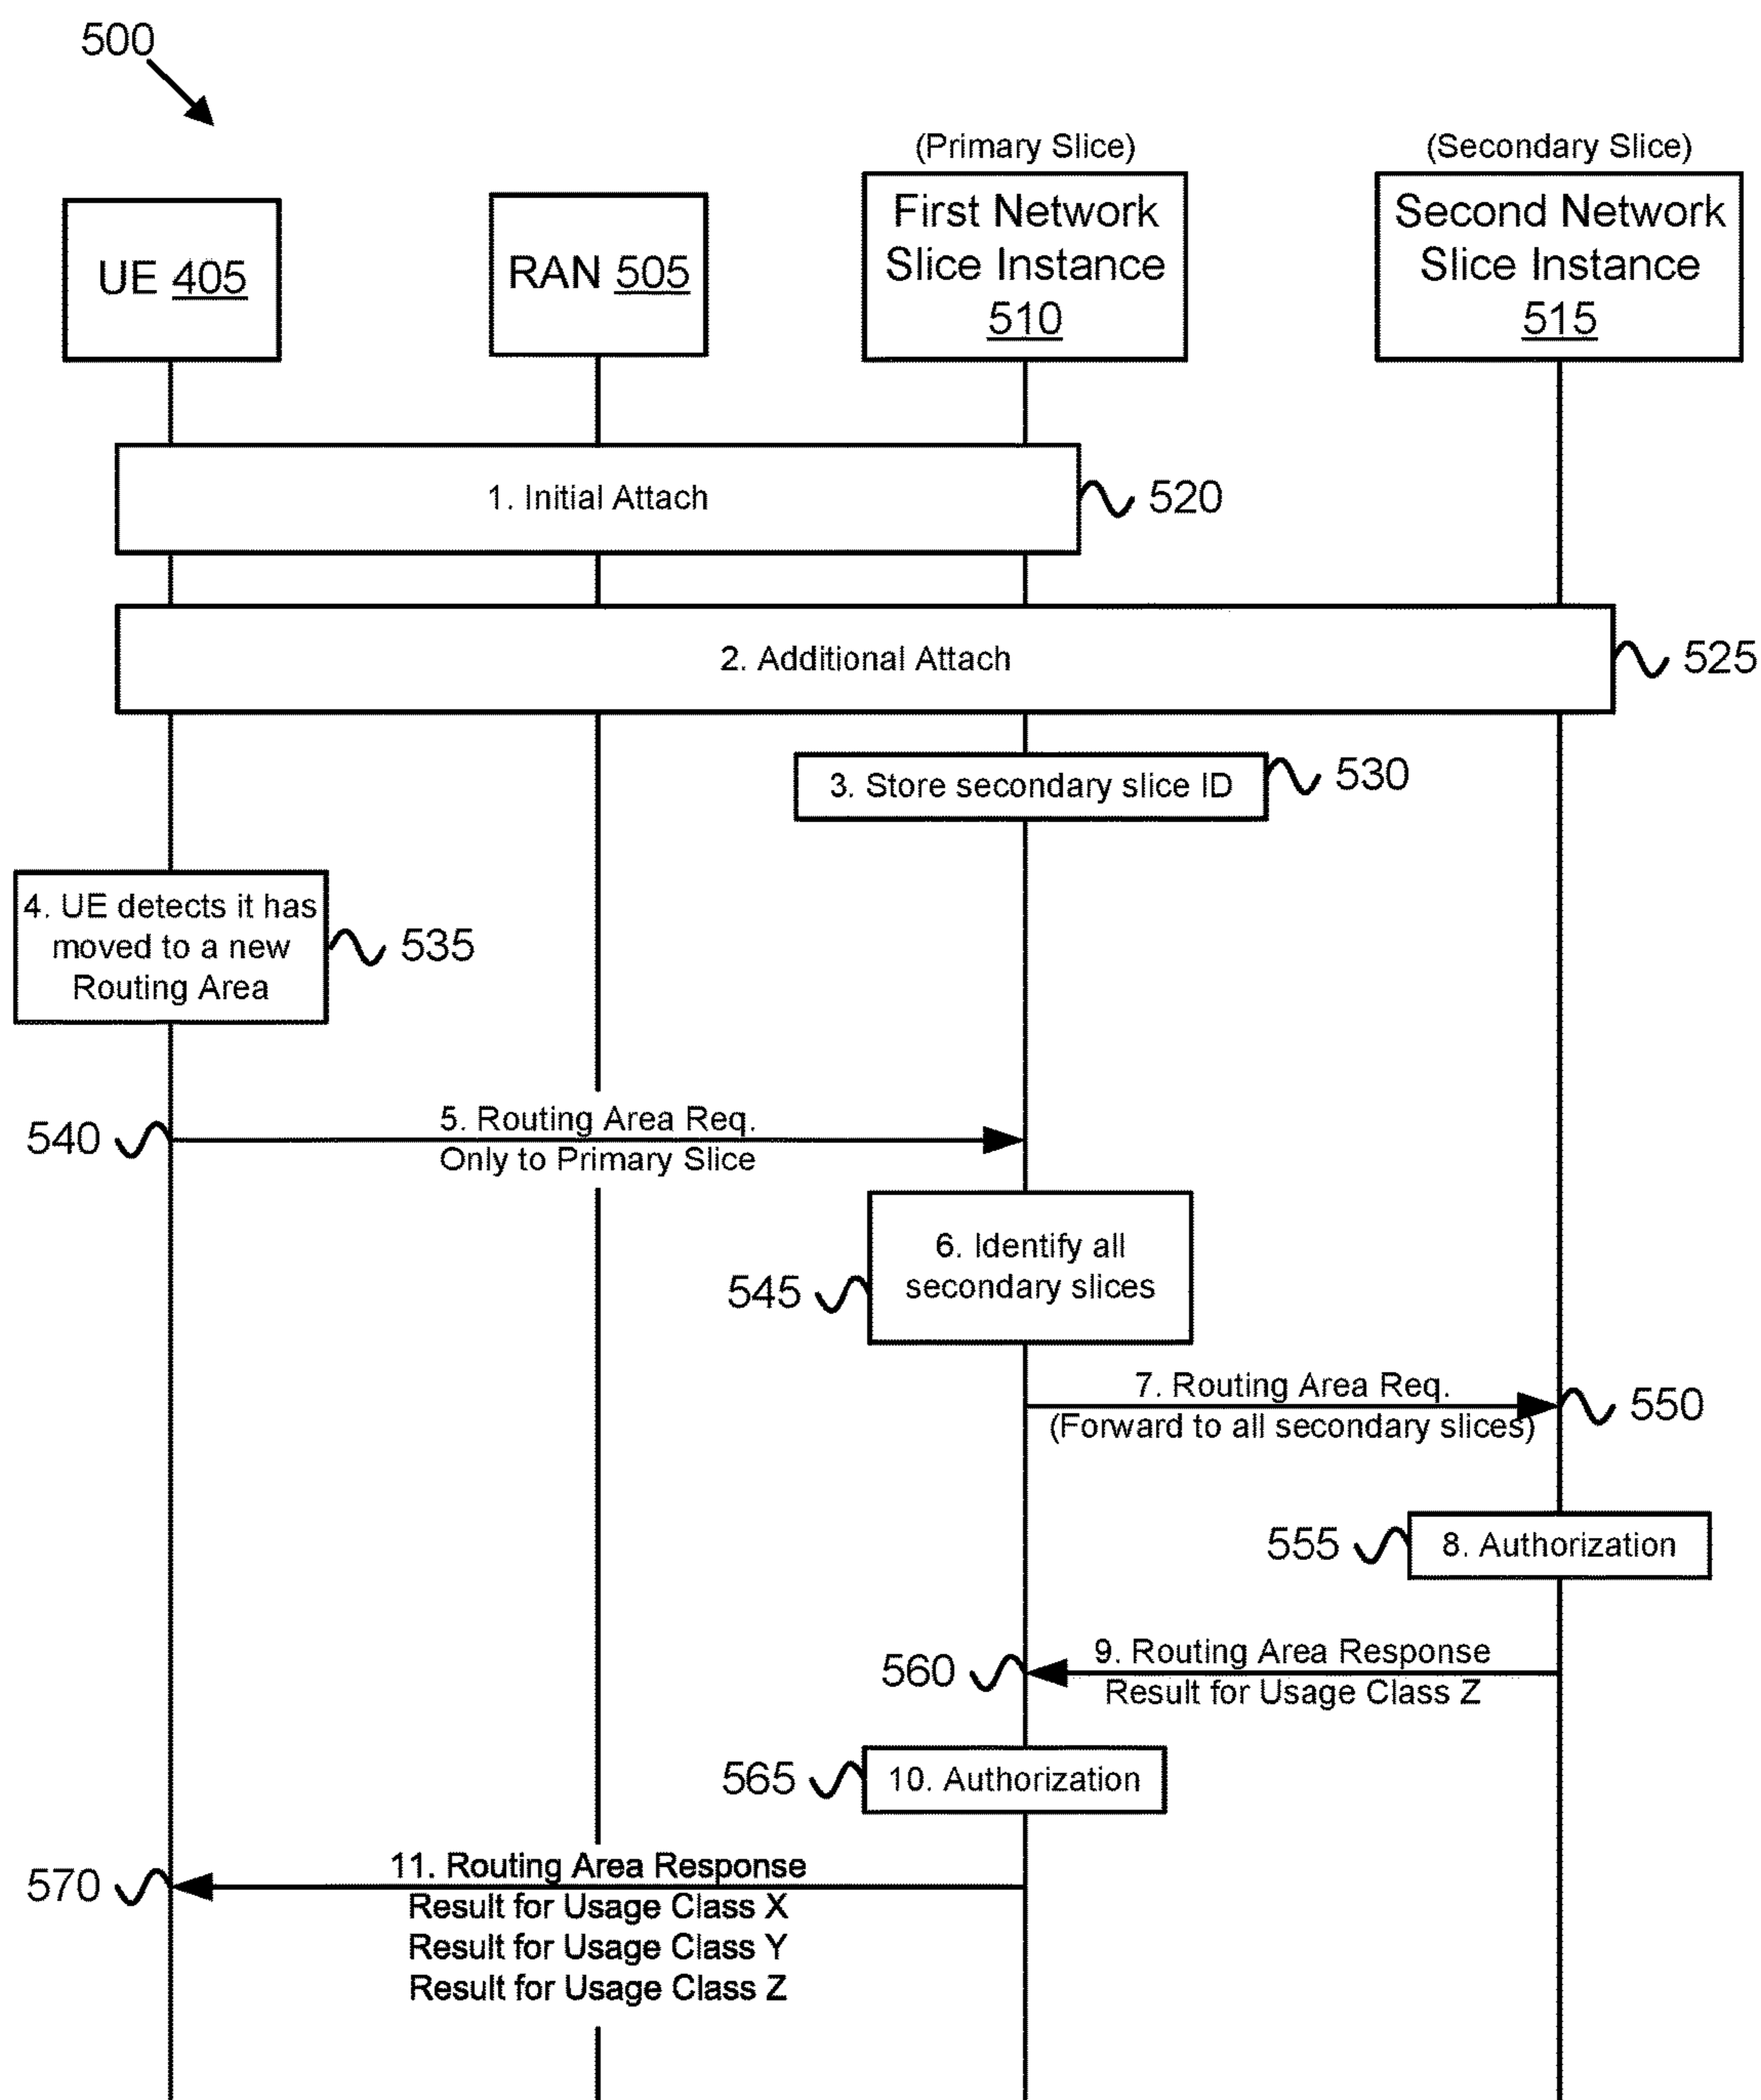 500
(Primary Slice)
(Secondary Slice)
UE 405
RAN 505
First Network
Slice Instance
510
Second Network
Slice Instance
515
1. Initial Attach
520
2. Additional Attach
525
3. Store secondary slice ID
530
4. UE detects it has
moved to a new
Routing Area
535
540
5. Routing Area Req.
Only to Primary Slice
6. Identify all
secondary slices
545
7. Routing Area Req.
(Forward to all secondary slices)
550
555
8. Authorization
560
9. Routing Area Response
Result for Usage Class Z
565
10. Authorization
570
11. Routing Area Response
Result for Usage Class X
Result for Usage Class Y
Result for Usage Class Z